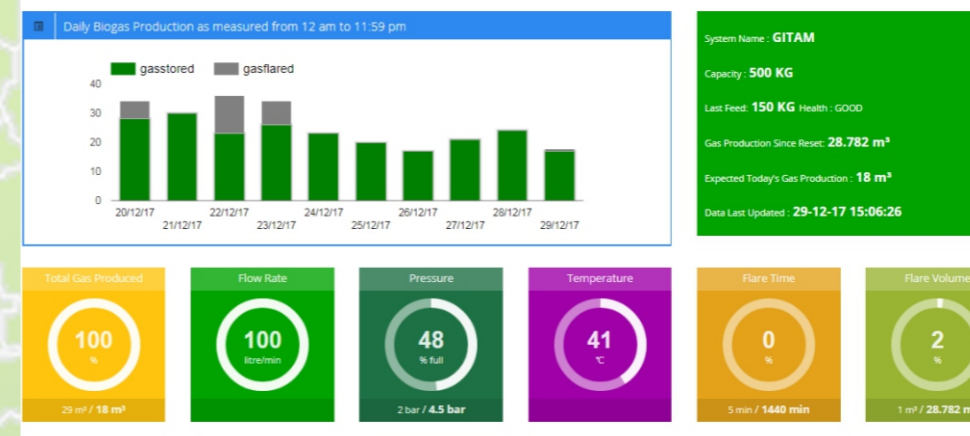 Daily Biogas Production as measured from 12 am to 11:59 pm
gasstored gasflared
40
30
20
10
0
20/12/17 22/12/17 24/12/17 26/12/17 28/12/17
21/12/17 23/12/17 25/12/17 27/12/17 29/12/17
System Name : GITAM
Capacity : 500 KG
Last Feed: 150 KG Health : GOOD
Gas Production Since Reset: 28.782 m³
Expected Today's Gas Production : 18 m³
Data Last Updated : 29-12-17 15:06:26
Total Gas Produced
100
%
29 m³ / 18 m³
Flow Rate
100
litre/min
Pressure
48
% full
2 bar / 4.5 bar
Temperature
41
°C
Flare Time
0
%
5 min / 1440 min
Flare Volume
2
%
1 m³ / 28.782 m